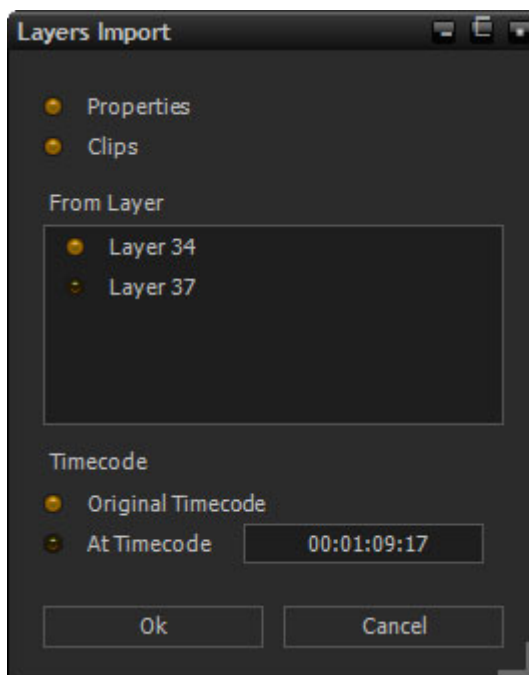 Layers Import
Properties
Clips
From Layer
Layer 34
Layer 37
Timecode
Original Timecode
At Timecode 00:01:09:17
Ok Cancel